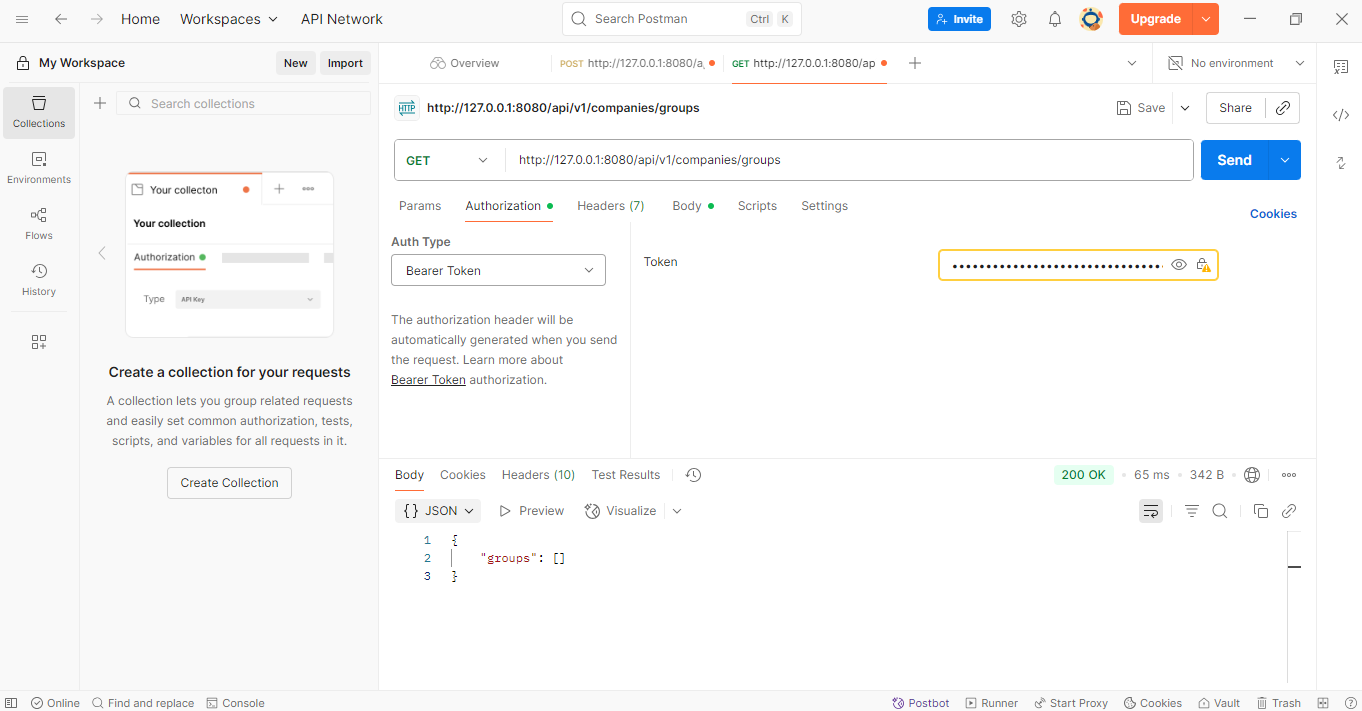 Home Workspaces API Network Search Postman Ctrl K Invite Upgrade
My Workspace New Import Overview POST http://127.0.0.1:8080/a GET http://127.0.0.1:8080/ap No environment
Collections
Environments
Flows
History
Search collections
Your collecton
Your collection
Authorization
Type API Key
Create a collection for your requests
A collection lets you group related requests
and easily set common authorization, tests,
scripts, and variables for all requests in it.
Create Collection
HTTP http://127.0.0.1:8080/api/v1/companies/groups Save Share
GET http://127.0.0.1:8080/api/v1/companies/groups Send
Params Authorization Headers (7) Body Scripts Settings Cookies
Auth Type
Bearer Token
Token
The authorization header will be
automatically generated when you send
the request. Learn more about
Bearer Token authorization.
Body Cookies Headers (10) Test Results 200 OK 65 ms 342 B
{} JSON Preview Visualize
1 {
2 "groups": []
3 }
Online Find and replace Console Postbot Runner Start Proxy Cookies Vault Trash